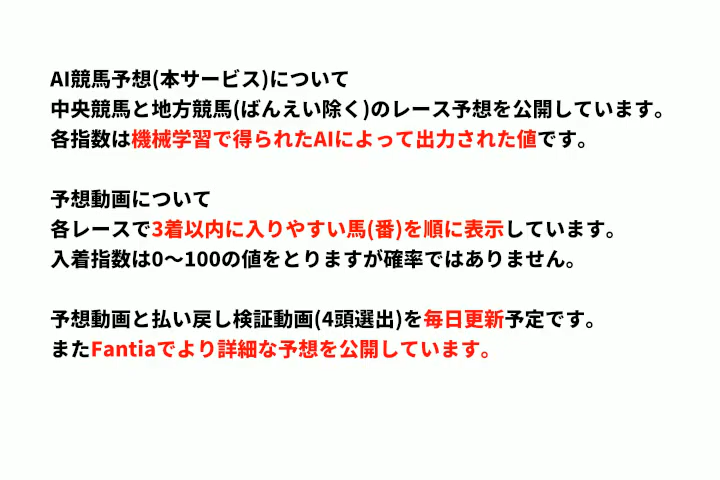 AI競馬予想(本サービス)について
中央競馬と地方競馬(ばんえい除く)のレース予想を公開しています。
各指数は機械学習で得られたAIによって出力された値です。
予想動画について
各レースで3着以内に入りやすい馬(番)を順に表示しています。
入着指数は0～100の値をとりますが確率ではありません。
予想動画と払い戻し検証動画(4頭選出)を毎日更新予定です。
またFantiaでより詳細な予想を公開しています。